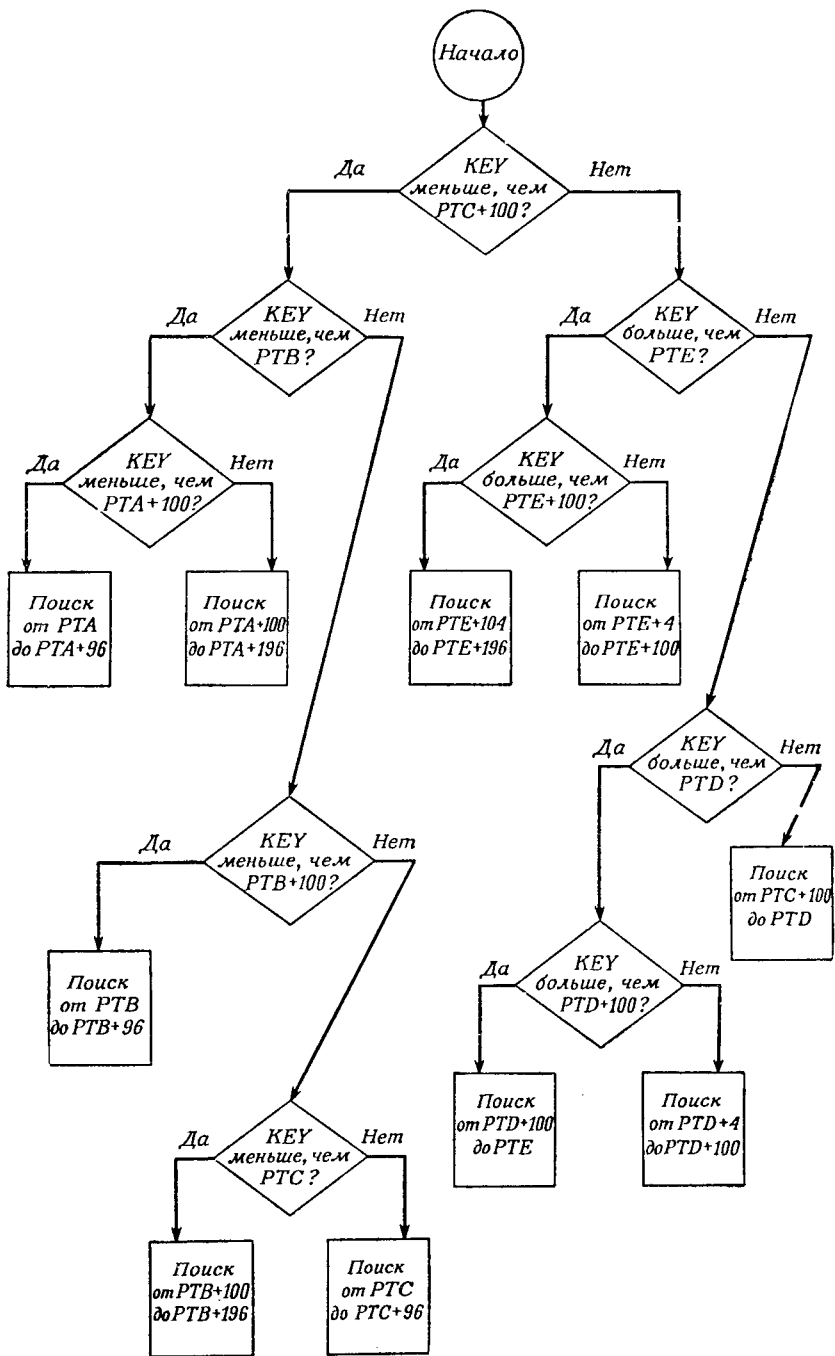 Начало
KEY
меньше, чем
PTC+100?
Да
Нет
KEY
меньше, чем
PTB?
Да
Нет
KEY
больше, чем
PTE?
Да
Нет
KEY
меньше, чем
PTA+100?
Да
Нет
KEY
больше, чем
PTE+100?
Да
Нет
Поиск
от PTA
до PTA+96
Поиск
от PTA+100
до PTA+196
Поиск
от PTE+104
до PTE+196
Поиск
от PTE+4
до PTE+100
KEY
больше, чем
PTD?
Да
Нет
KEY
меньше, чем
PTB+100?
Да
Нет
Поиск
от PTC+100
до PTD
Поиск
от PTB
до PTB+96
KEY
больше, чем
PTD+100?
Да
Нет
Поиск
от PTD+100
до PTE
Поиск
от PTD+4
до PTD+100
KEY
меньше, чем
PTC?
Да
Нет
Поиск
от PTB+100
до PTB+196
Поиск
от PTC
до PTC+96